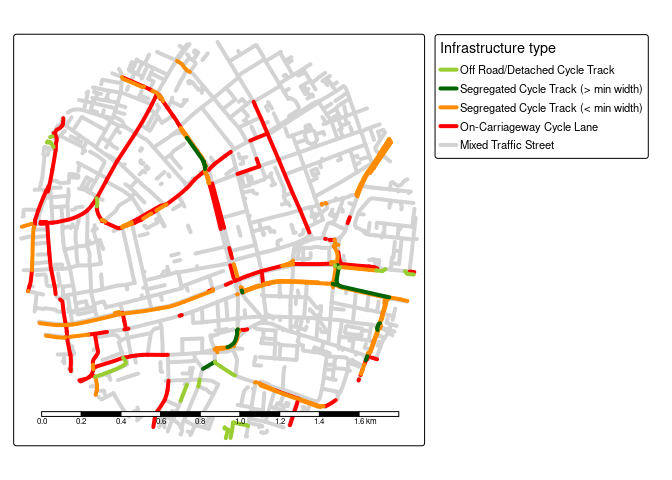 Infrastructure type
Off Road/Detached Cycle Track
Segregated Cycle Track (> min width)
Segregated Cycle Track (< min width)
On-Carriageway Cycle Lane
Mixed Traffic Street
0.0 0.2 0.4 0.6 0.8 1.0 1.2 1.4 1.6 km